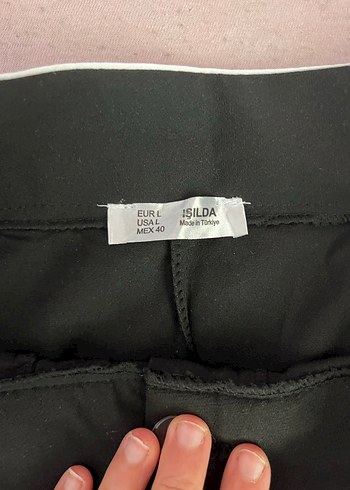 EUR L
USA L
MEX 40
IŞILDA
Made in Türkiye